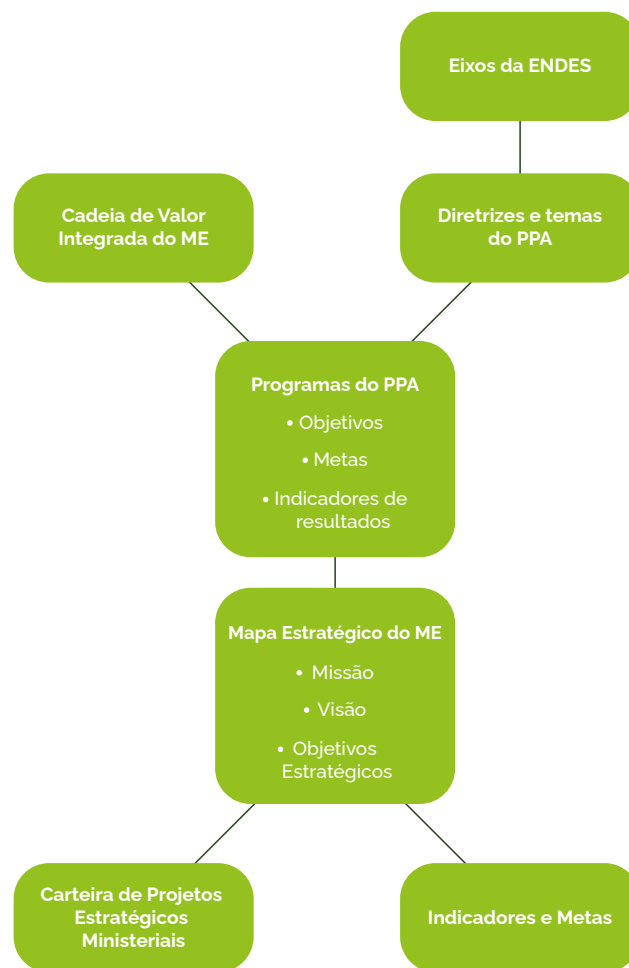 Eixos da ENDES
Cadeia de Valor
Integrada do ME
Diretrizes e temas
do PPA
Programas do PPA
• Objetivos
• Metas
• Indicadores de
resultados
Mapa Estratégico do ME
• Missão
• Visão
• Objetivos
Estratégicos
Carteira de Projetos
Estratégicos
Ministeriais
Indicadores e Metas